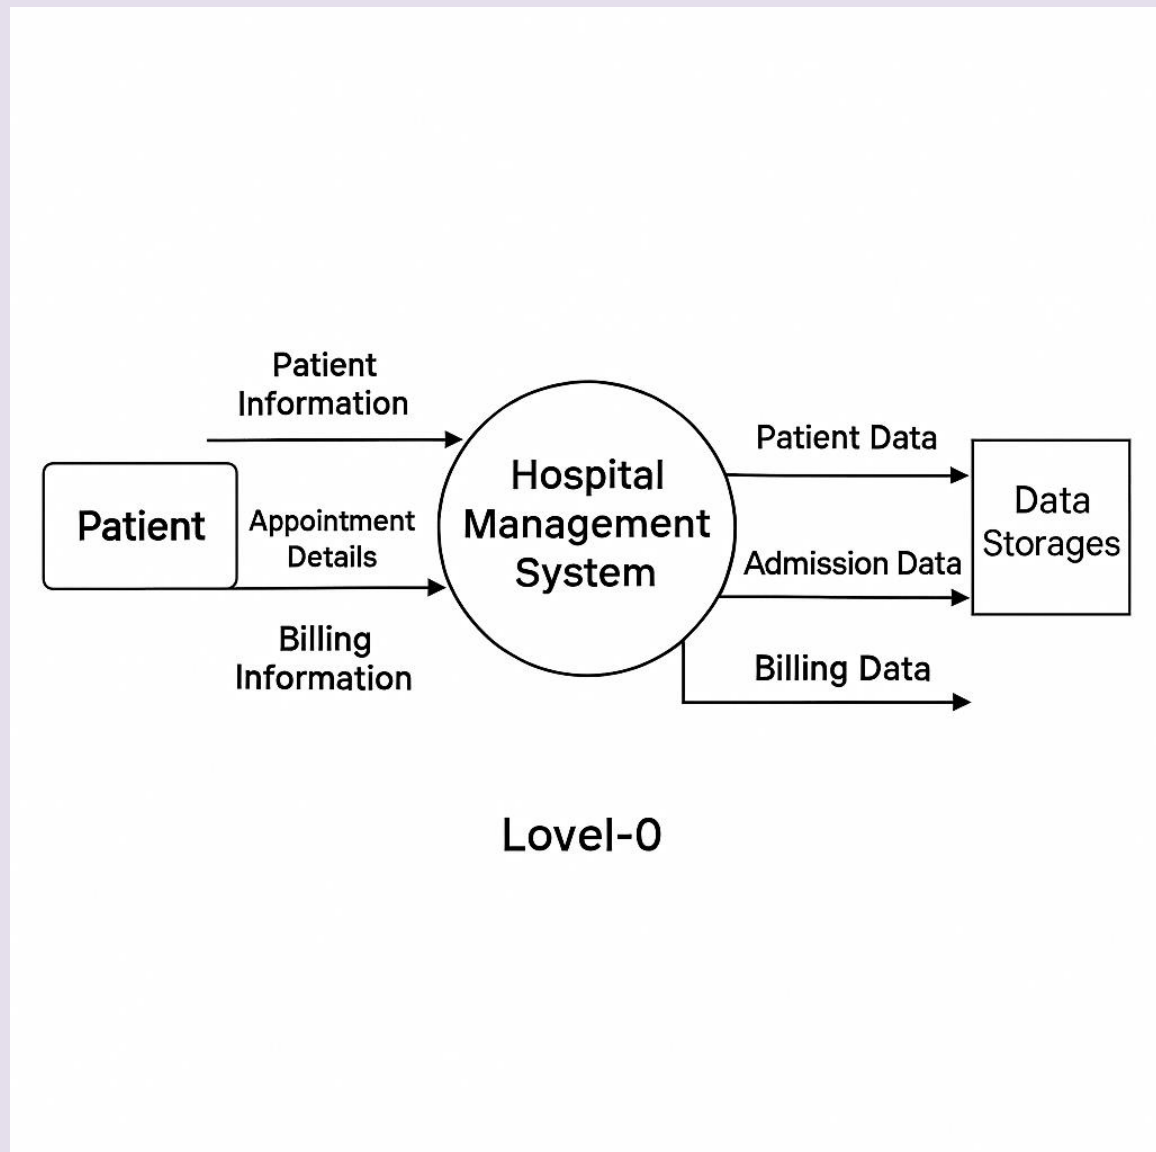 Patient
Information
Patient
Appointment
Details
Billing
Information
Hospital
Management
System
Patient Data
Admission Data
Billing Data
Data
Storages
Lovel-0